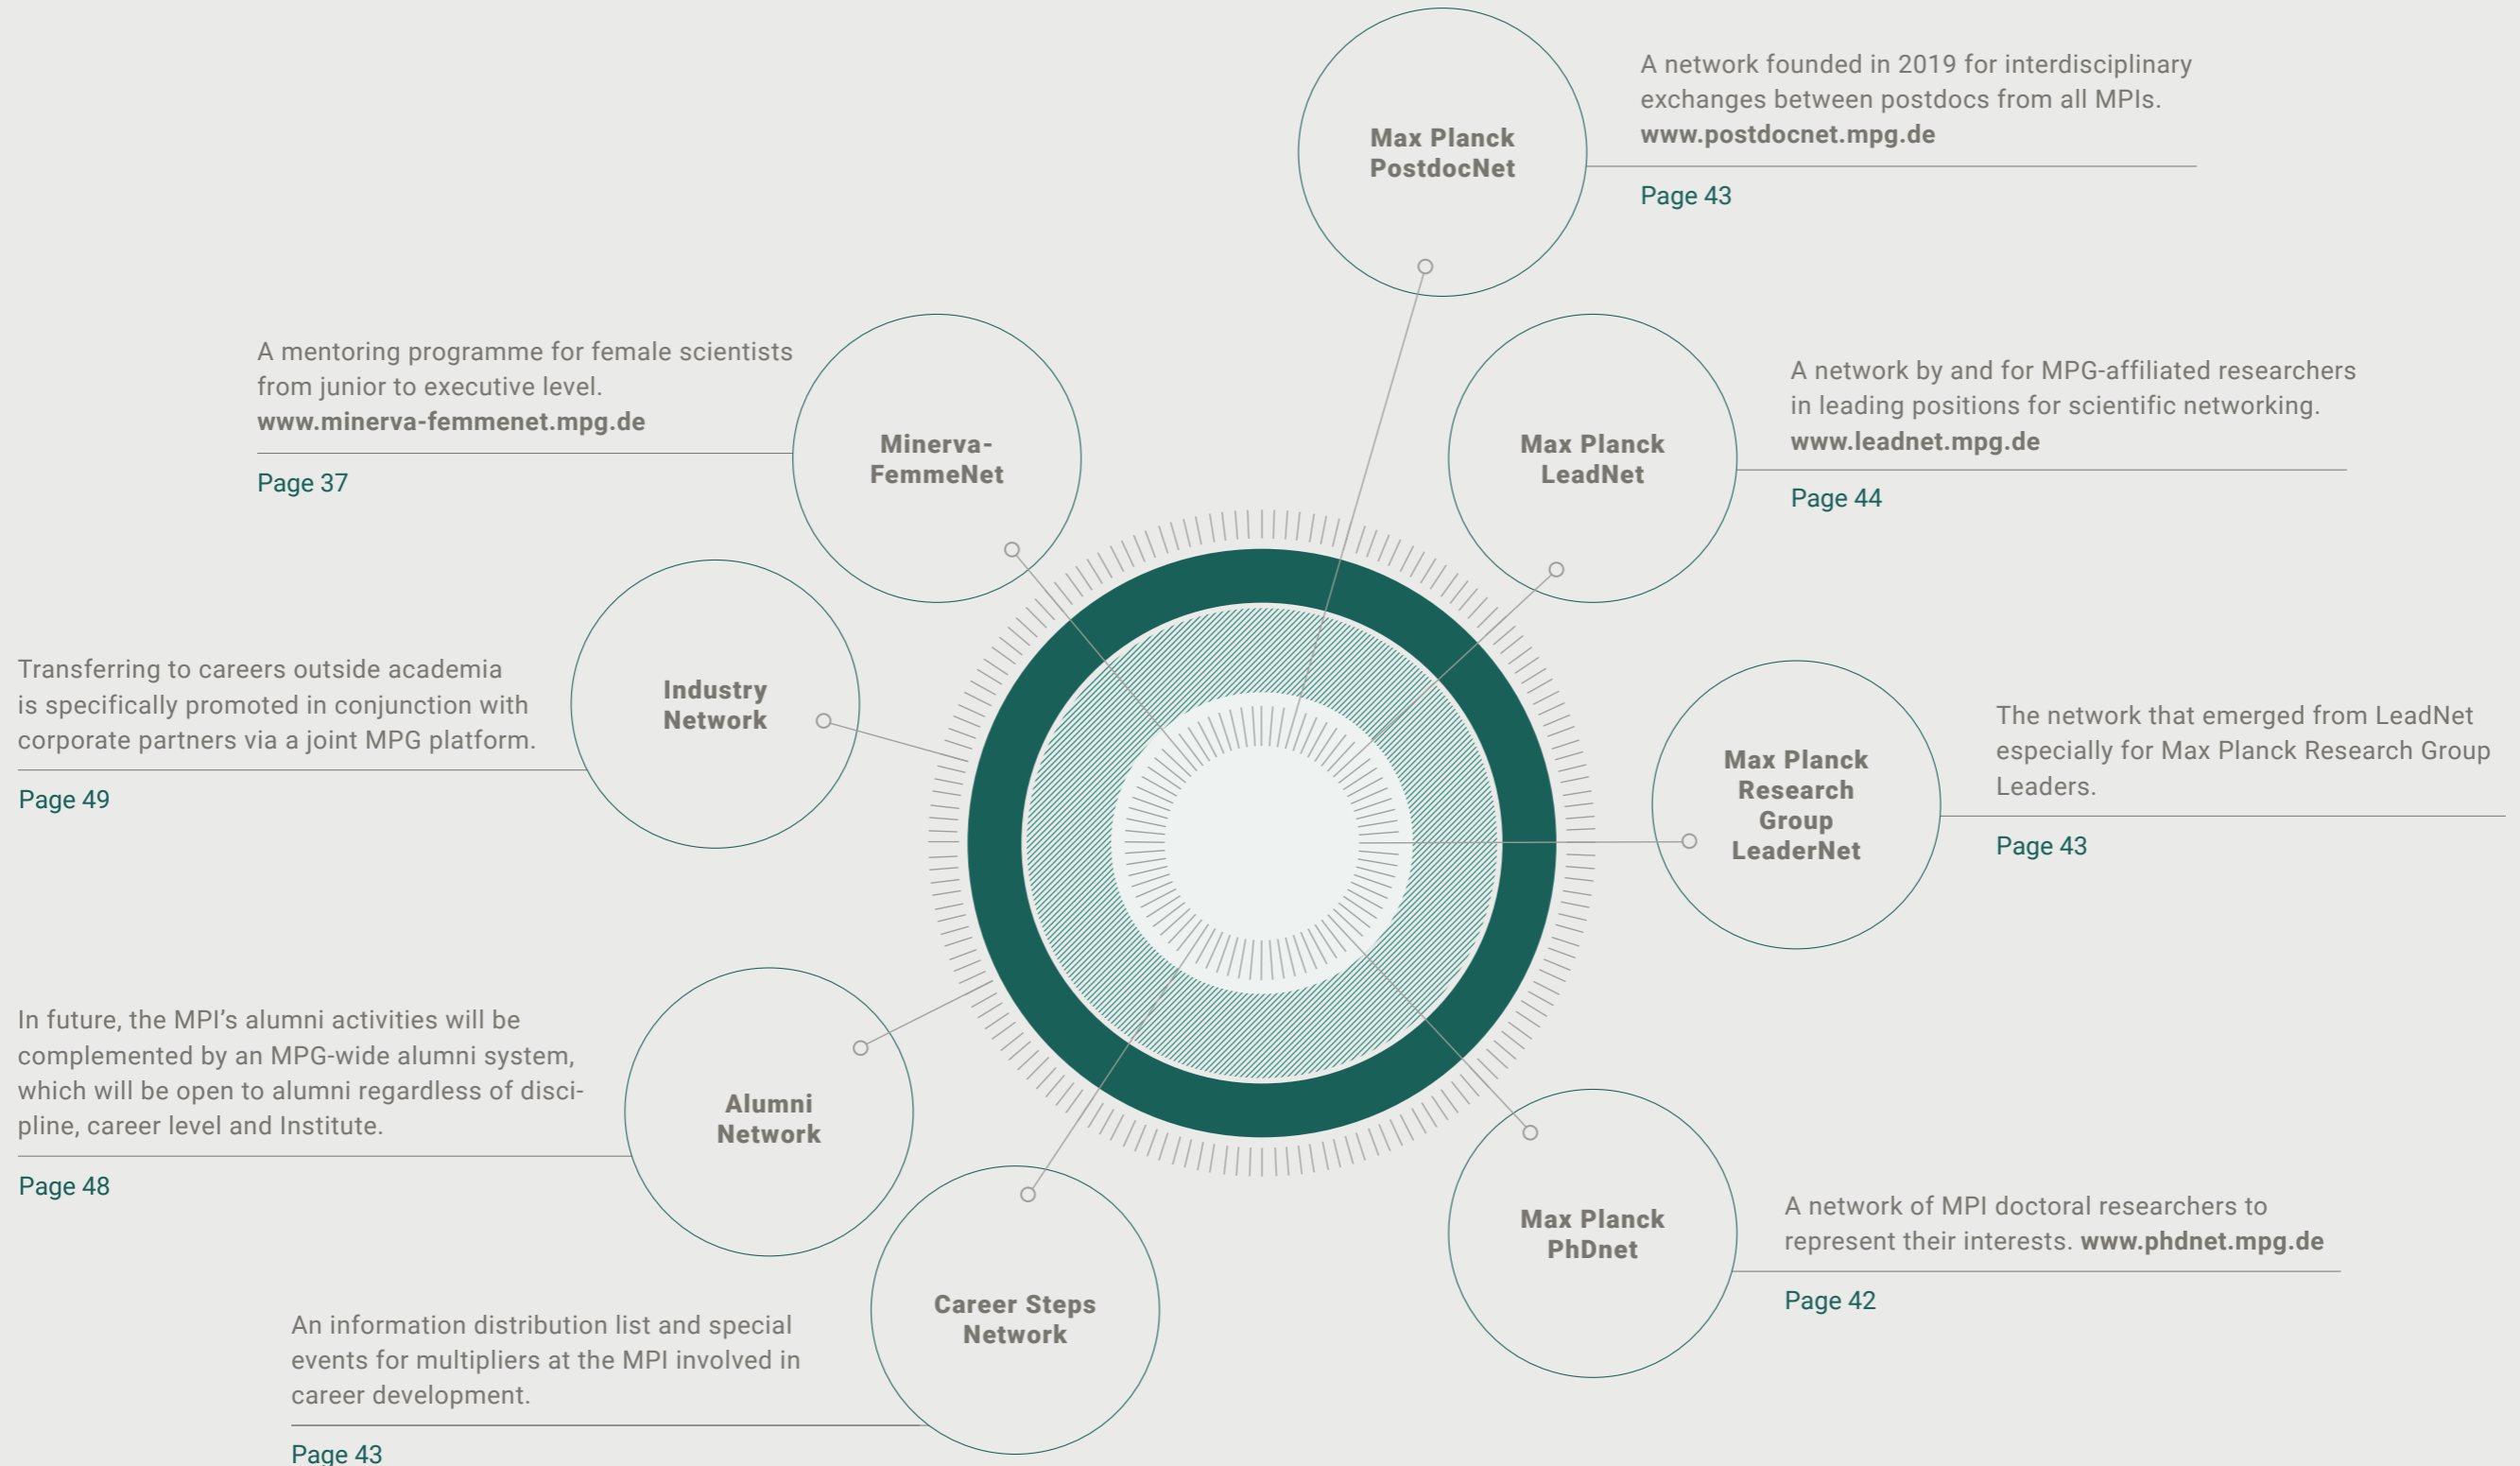 Max Planck
PostdocNet
A network founded in 2019 for interdisciplinary
exchanges between postdocs from all MPIs.
www.postdocnet.mpg.de
Page 43
A mentoring programme for female scientists
from junior to executive level.
www.minerva-femmenet.mpg.de
Page 37
Minerva-
FemmeNet
Max Planck
LeadNet
A network by and for MPG-affiliated researchers
in leading positions for scientific networking.
www.leadnet.mpg.de
Page 44
Transferring to careers outside academia
is specifically promoted in conjunction with
corporate partners via a joint MPG platform.
Page 49
Industry
Network
Max Planck
Research
Group
LeaderNet
The network that emerged from LeadNet
especially for Max Planck Research Group
Leaders.
Page 43
In future, the MPI’s alumni activities will be
complemented by an MPG-wide alumni system,
which will be open to alumni regardless of disci-
pline, career level and Institute.
Page 48
Alumni
Network
Max Planck
PhDnet
A network of MPI doctoral researchers to
represent their interests. www.phdnet.mpg.de
Page 42
An information distribution list and special
events for multipliers at the MPI involved in
career development.
Page 43
Career Steps
Network